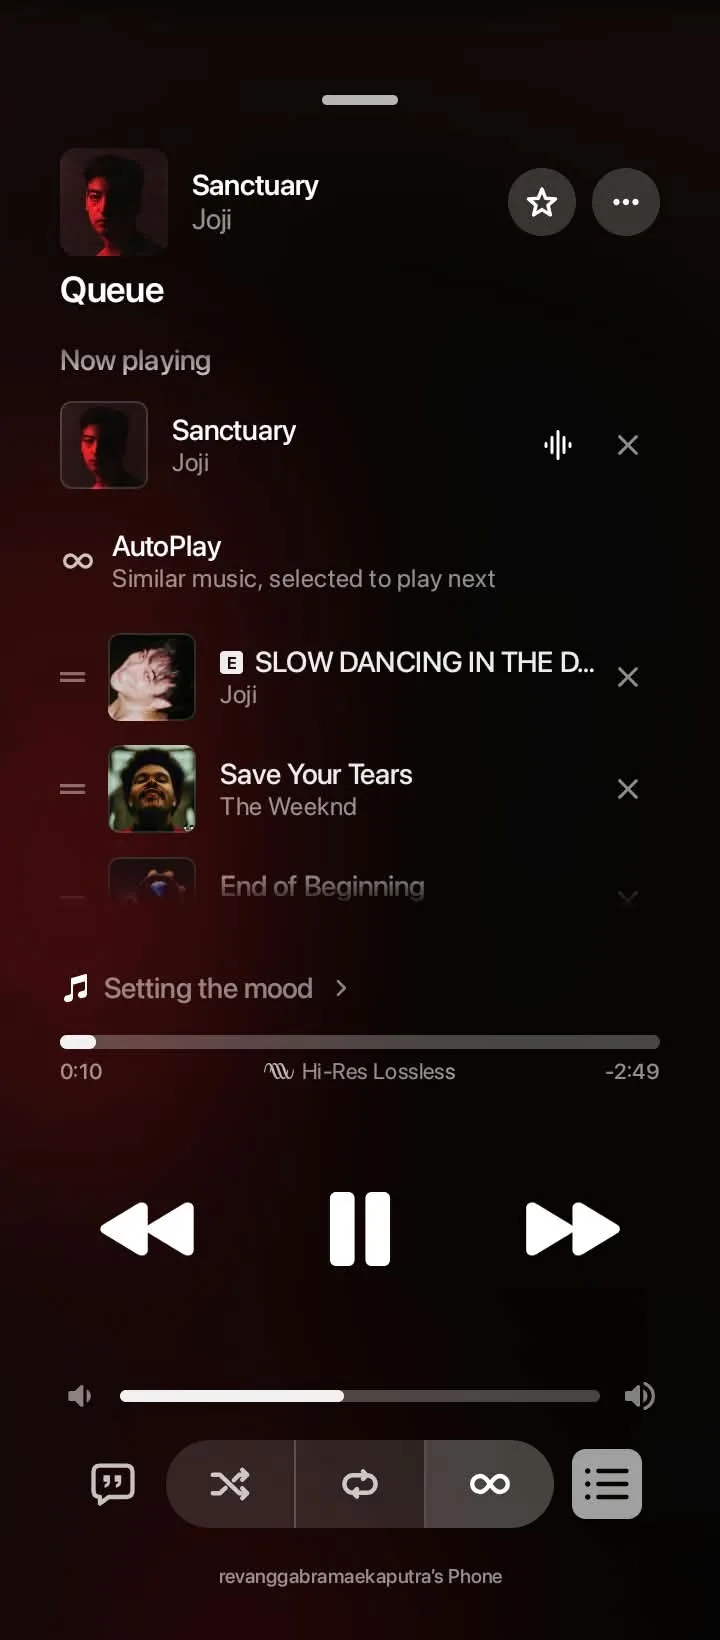 Sanctuary
Joji
Queue
Now playing
Sanctuary
Joji
AutoPlay
Similar music, selected to play next
E SLOW DANCING IN THE D...
Joji
Save Your Tears
The Weeknd
End of Beginning
Setting the mood
0:10 Hi-Res Lossless -2:49
revanggabramaekaputra's Phone